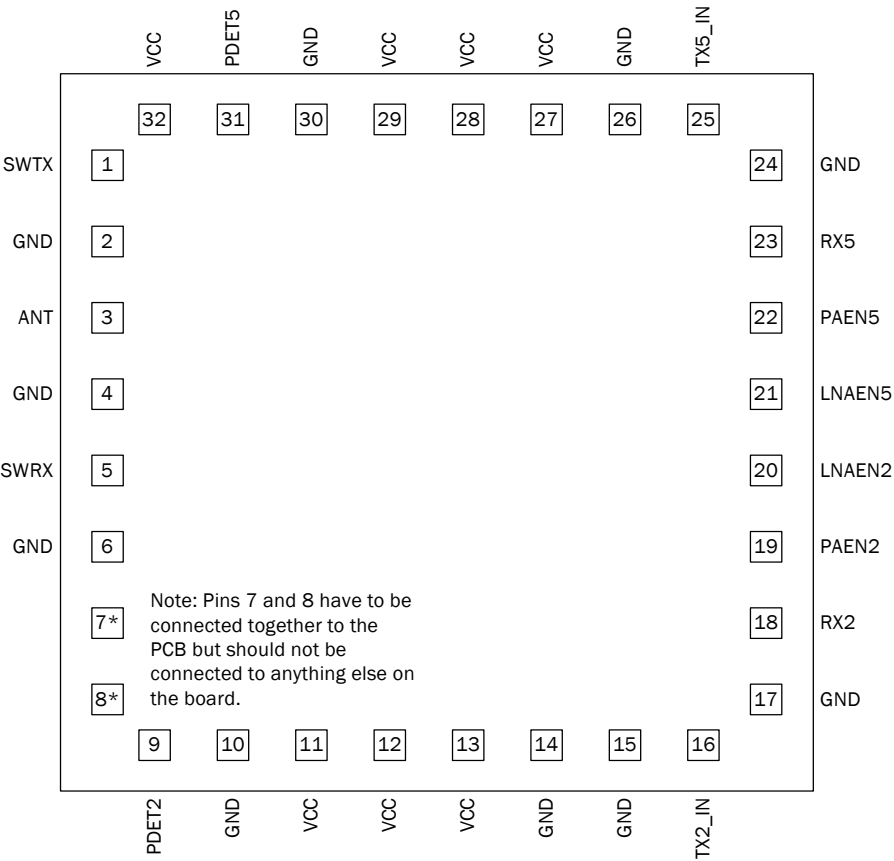 VCC
PDET5
GND
VCC
VCC
VCC
GND
TX5_IN
32
31
30
29
28
27
26
25
SWTX
1
24
GND
GND
2
23
RX5
ANT
3
22
PAEN5
GND
4
21
LNAEN5
SWRX
5
20
LNAEN2
GND
6
19
PAEN2
7*
Note: Pins 7 and 8 have to be
connected together to the
PCB but should not be
connected to anything else on
the board.
18
RX2
8*
17
GND
9
10
11
12
13
14
15
16
PDET2
GND
VCC
VCC
VCC
GND
GND
TX2_IN